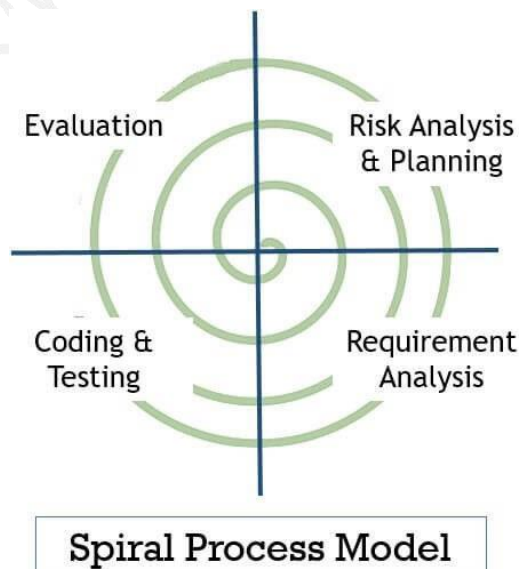 Evaluation
Risk Analysis
& Planning
Coding &
Testing
Requirement
Analysis
Spiral Process Model